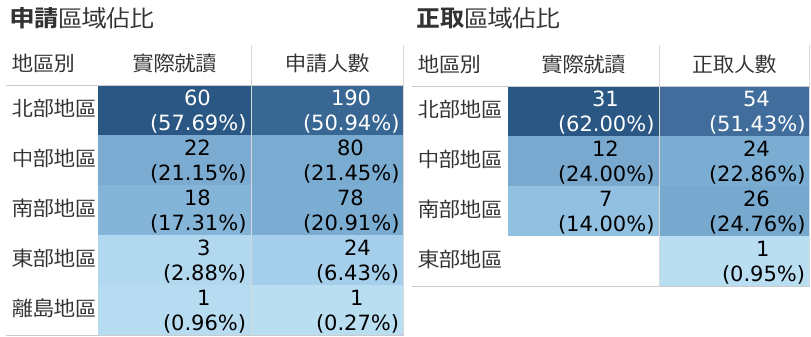 申請區域佔比
地區別 實際就讀 申請人數
北部地區 60 (57.69%) 190 (50.94%)
中部地區 22 (21.15%) 80 (21.45%)
南部地區 18 (17.31%) 78 (20.91%)
東部地區 3 (2.88%) 24 (6.43%)
離島地區 1 (0.96%) 1 (0.27%)
正取區域佔比
地區別 實際就讀 正取人數
北部地區 31 (62.00%) 54 (51.43%)
中部地區 12 (24.00%) 24 (22.86%)
南部地區 7 (14.00%) 26 (24.76%)
東部地區 1 (0.95%)